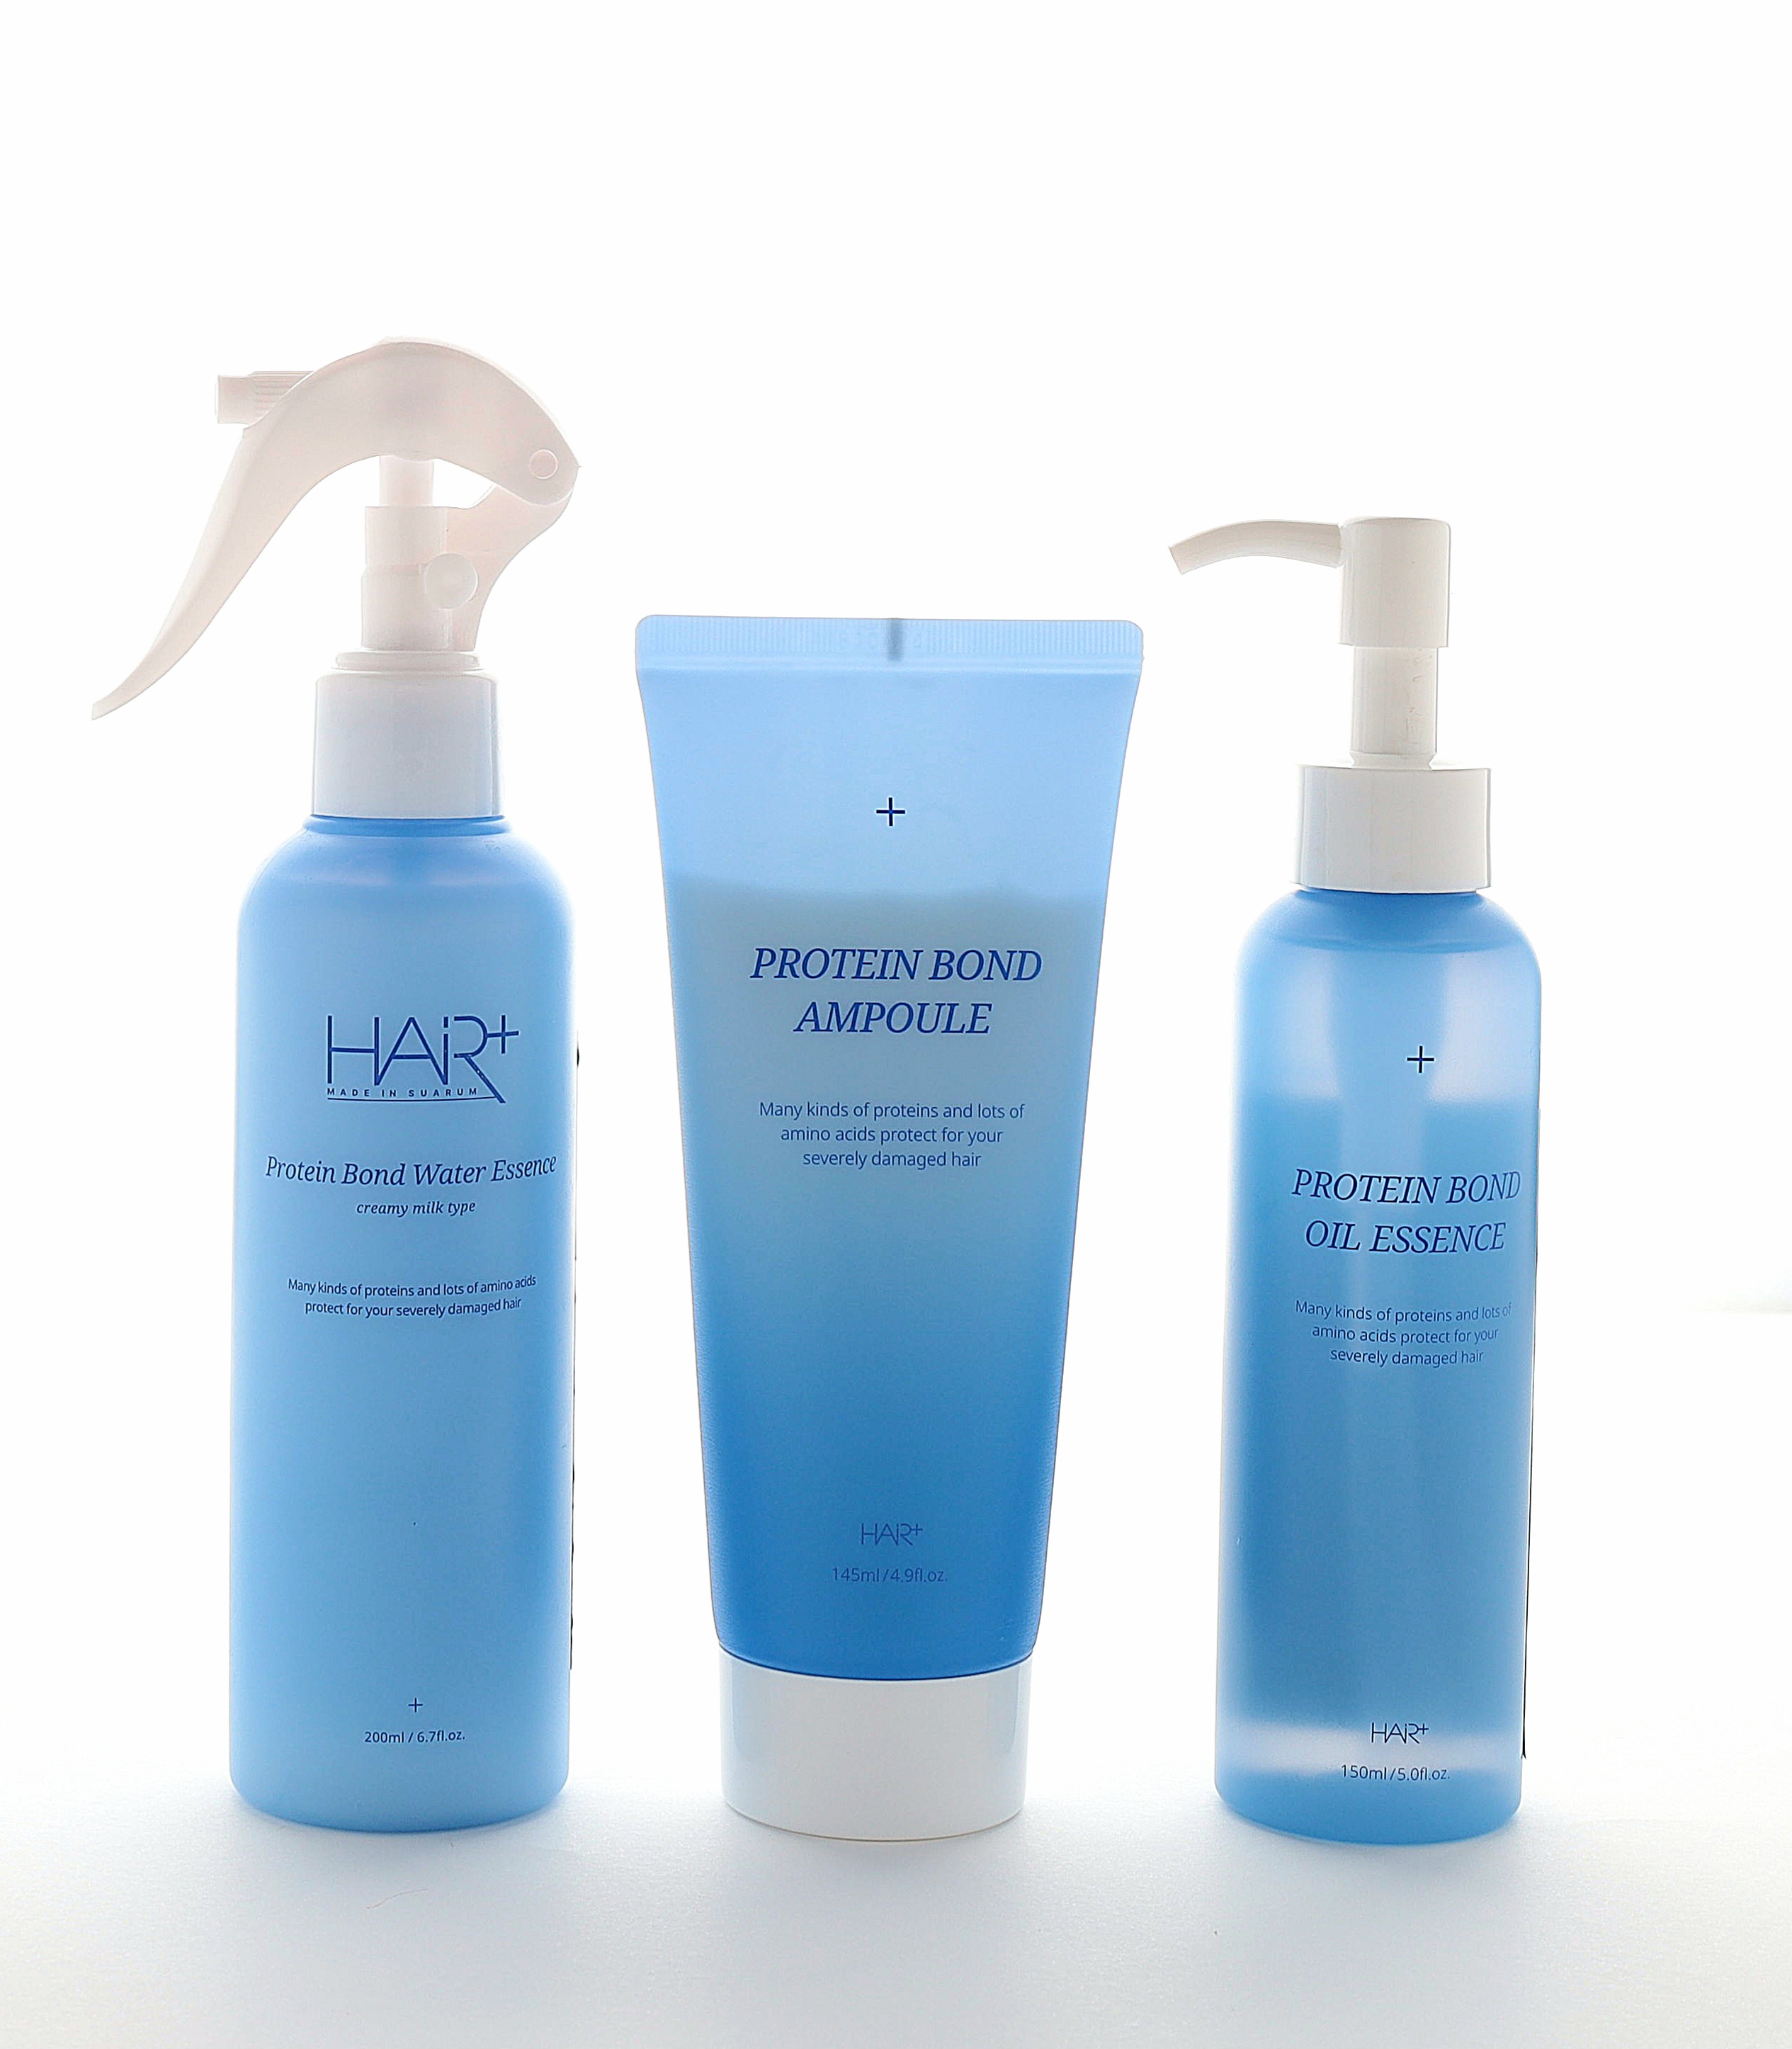 HAiR+
MADE IN SUARUM
Protein Bond Water Essence
creamy milk type
Many kinds of proteins and lots of amino acids
protect for your severely damaged hair
+
200ml / 6.7fl.oz.
+
PROTEIN BOND
AMPOULE
Many kinds of proteins and lots of
amino acids protect for your
severely damaged hair
HAiR+
145ml/4.9fl.oz.
+
PROTEIN BOND
OIL ESSENCE
Many kinds of proteins and lots of
amino acids protect for your
severely damaged hair
HAiR+
150ml/5.0fl.oz.